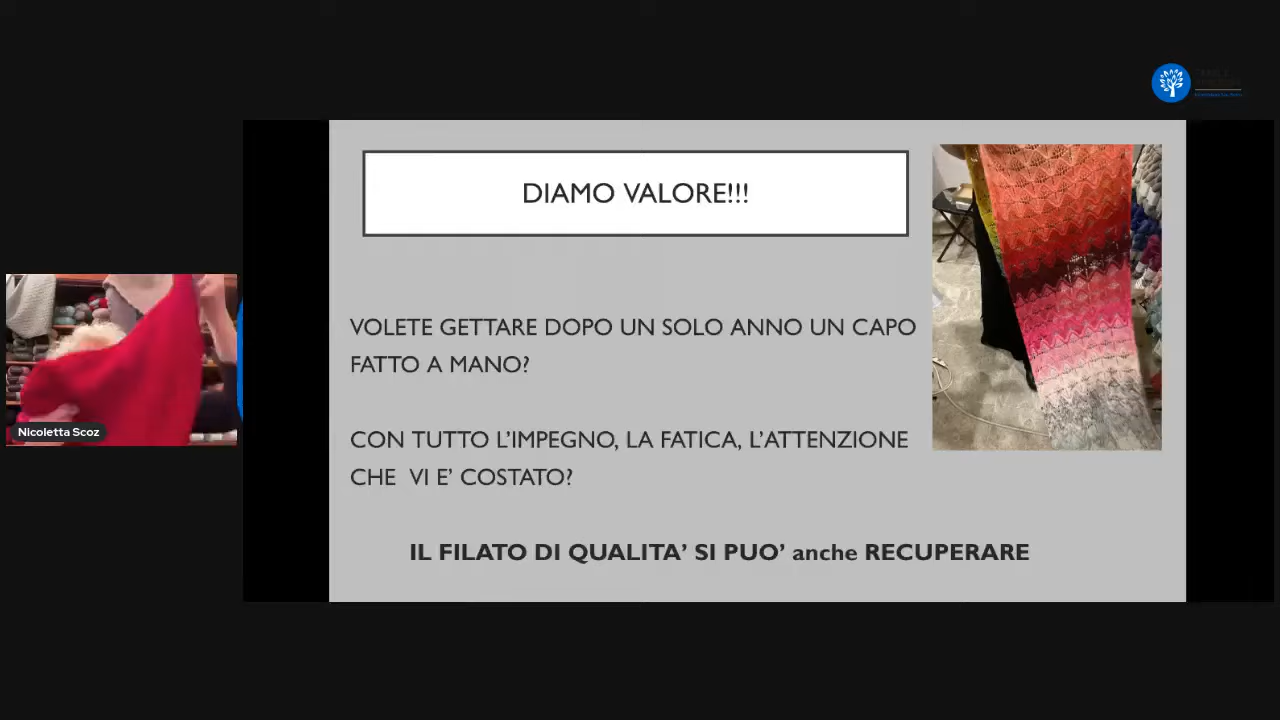 DIAMO VALORE!!!
VOLETE GETTARE DOPO UN SOLO ANNO UN CAPO
FATTO A MANO?
CON TUTTO L'IMPEGNO, LA FATICA, L'ATTENZIONE
CHE VI E' COSTATO?
IL FILATO DI QUALITA' SI PUO' anche RECUPERARE
Nicoletta Scoz